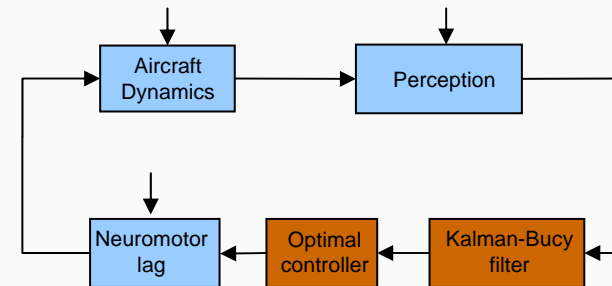 Aircraft
Dynamics
Perception
Neuromotor
lag
Optimal
controller
Kalman-Bucy
filter